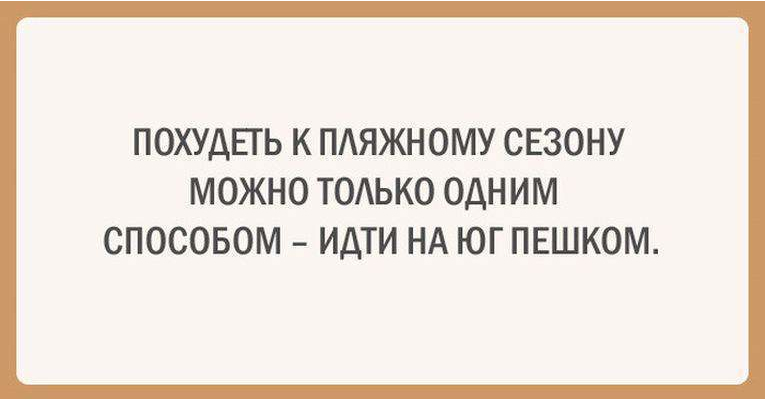 ПОХУДЕТЬ К ПЛЯЖНОМУ СЕЗОНУ
МОЖНО ТОЛЬКО ОДНИМ
СПОСОБОМ – ИДТИ НА ЮГ ПЕШКОМ.